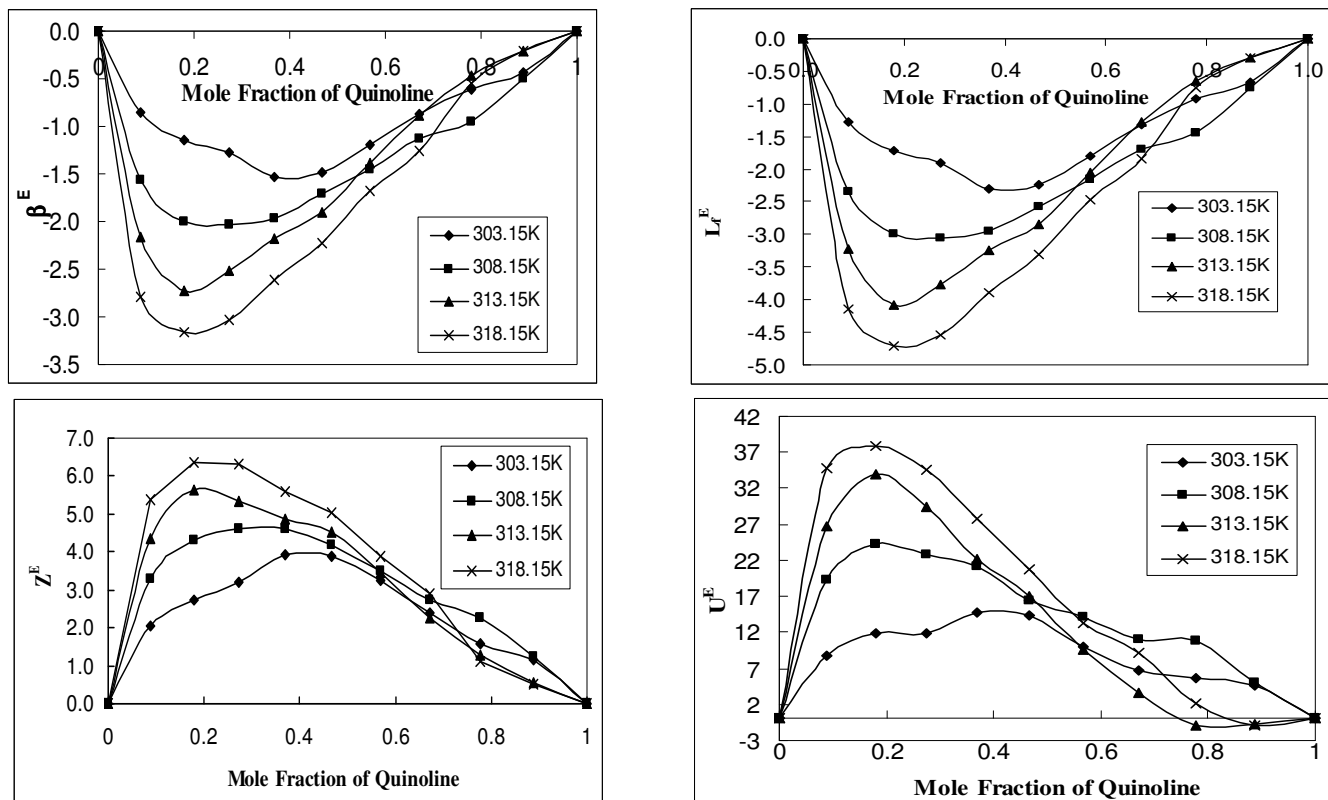 0.0
-0.5
-1.0
-1.5
-2.0
-2.5
-3.0
-3.5
0 0.2 0.4 0.6 0.8 1
Mole Fraction of Quinoline
β^E
303.15K
308.15K
313.15K
318.15K
0.0
-0.5
-1.0
-1.5
-2.0
-2.5
-3.0
-3.5
-4.0
-4.5
-5.0
0.0 0.2 0.4 0.6 0.8 1.0
Mole Fraction of Quinoline
L_f^E
303.15K
308.15K
313.15K
318.15K
7.0
6.0
5.0
4.0
3.0
2.0
1.0
0.0
Z^E
303.15K
308.15K
313.15K
318.15K
0 0.2 0.4 0.6 0.8 1
Mole Fraction of Quinoline
42
37
32
27
22
17
12
7
2
-3
U^E
303.15K
308.15K
313.15K
318.15K
0 0.2 0.4 0.6 0.8 1
Mole Fraction of Quinoline